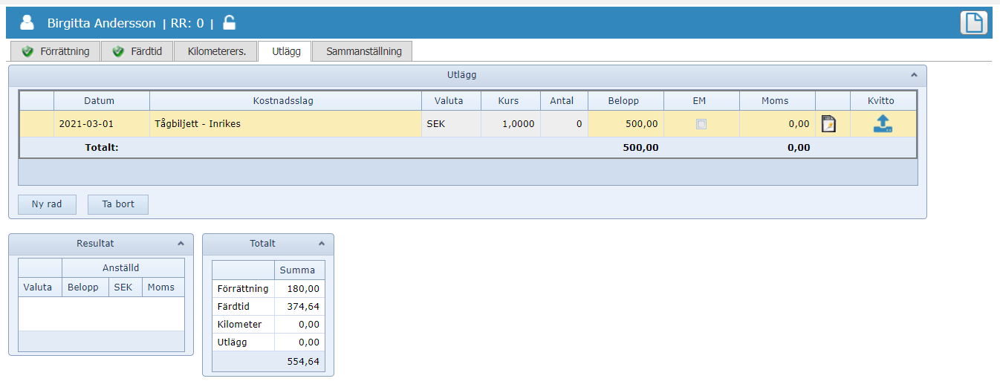 Birgitta Andersson | RR: 0 |
Förrättning Färdtid Kilometerers. Utlägg Sammanställning
Utlägg
Datum Kostnadsslag Valuta Kurs Antal Belopp EM Moms Kvitto
2021-03-01 Tågbiljett - Inrikes SEK 1,0000 0 500,00 0,00
Totalt: 500,00 0,00
Ny rad Ta bort
Resultat
Anställd
Valuta Belopp SEK Moms
Totalt
Summa
Förrättning 180,00
Färdtid 374,64
Kilometer 0,00
Utlägg 0,00
554,64